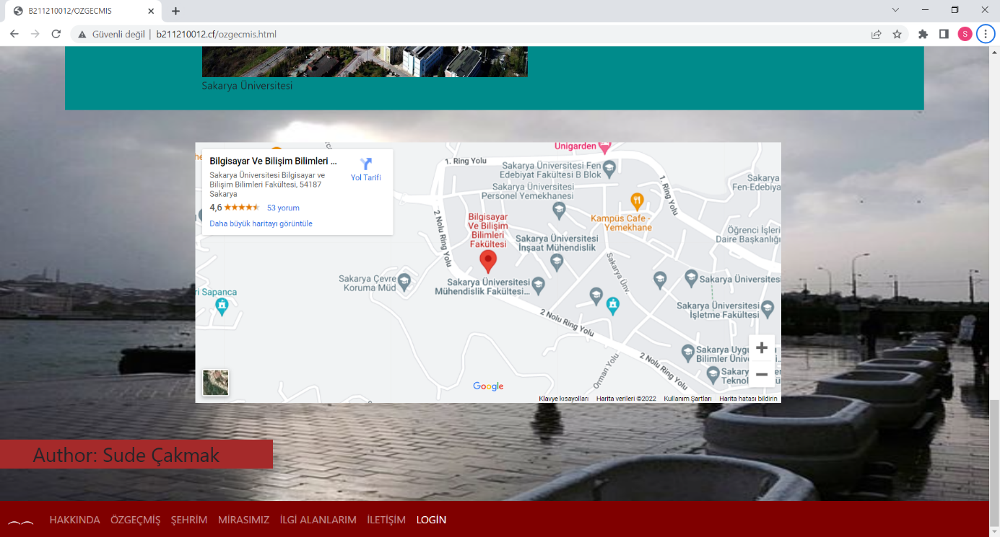 B211210012/OZGECMIS
Güvenli değil | b211210012.cf/ozgecmis.html
S
Sakarya Üniversitesi
Bilgisayar Ve Bilişim Bilimleri ...
Sakarya Üniversitesi Bilgisayar ve
Bilişim Bilimleri Fakültesi, 54187
Sakarya
4,6 53 yorum
Daha büyük haritayı görüntüle
Yol Tarifi
Unigarden
1. Ring Yolu
Sakarya Üniversitesi Fen
Edebiyat Fakültesi B Blok
Sakarya Üniversitesi
Personel Yemekhanesi
1. Ring Yolu
Sakarya
Fen-Edebiya
Kampüs Cafe -
Yemekhane
2 Nolu Ring Yolu
Bilgisayar
Ve Bilişim
Bilimleri
Fakültesi
Sakarya Üniversitesi
İnşaat Mühendislik
Öğrenci İşleri
Daire Başkanlığı
Sakarya Çevre
Koruma Müd
Sakarya Üniversitesi
Mühendislik Fakültesi...
Sakarya Ünv.
Sakarya Üniversites
ri Sapanca
Sakarya Üniversitesi
İşletme Fakültesi
2 Nolu Ring Yolu
Sakarya Uygu
Bilimler Ünive
2 Nolu Ring Yolu
Orman Yolu
Sakarya
Teknol
Google
Klavye kısayolları Harita verileri ©2022 Kullanım Şartları Harita hatası bildirin
Author: Sude Çakmak
HAKKINDA ÖZGEÇMİŞ ŞEHRİM MİRASIMIZ İLGİ ALANLARIM İLETİŞİM LOGİN